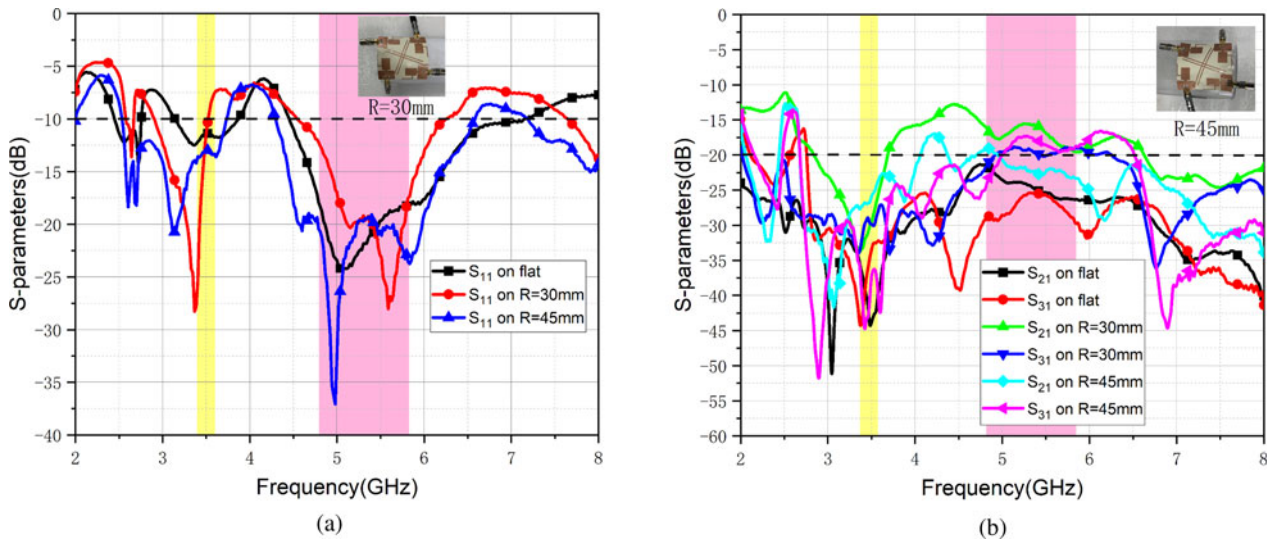 0
-5
-10
-15
-20
-25
-30
-35
-40
S-parameters(dB)
R=30mm
S11 on flat
S11 on R=30mm
S11 on R=45mm
2 3 4 5 6 7 8
Frequency(GHz)
(a)
0
-5
-10
-15
-20
-25
-30
-35
-40
-45
-50
-55
-60
S-parameters(dB)
R=45mm
S21 on flat
S31 on flat
S21 on R=30mm
S31 on R=30mm
S21 on R=45mm
S31 on R=45mm
2 3 4 5 6 7 8
Frequency(GHz)
(b)